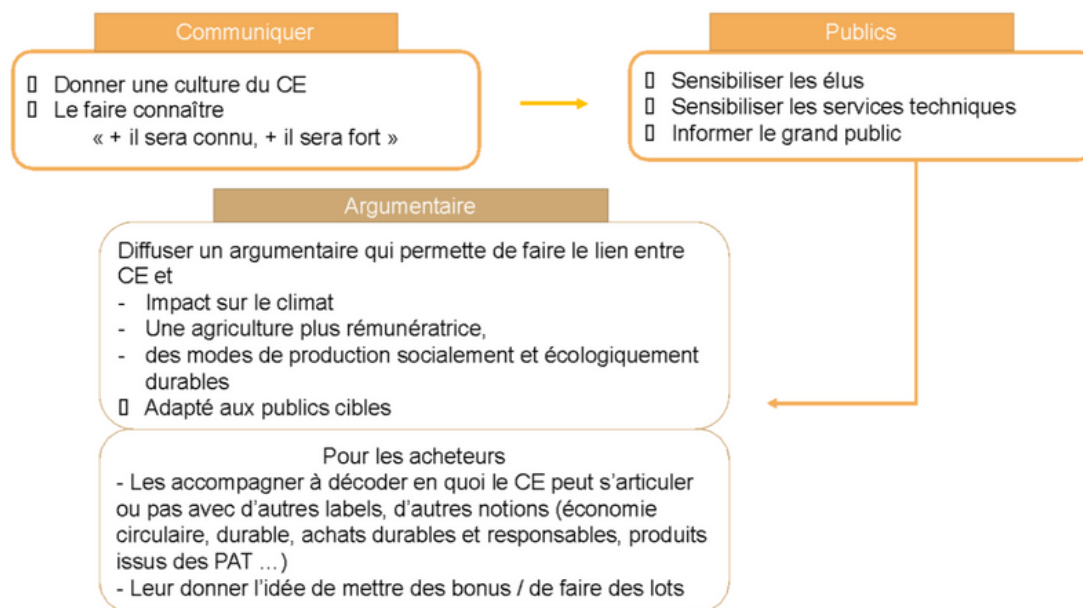 Communiquer
▯ Donner une culture du CE
▯ Le faire connaître
« + il sera connu, + il sera fort »
Publics
▯ Sensibiliser les élus
▯ Sensibiliser les services techniques
▯ Informer le grand public
Argumentaire
Diffuser un argumentaire qui permette de faire le lien entre
CE et
- Impact sur le climat
- Une agriculture plus rémunératrice,
- des modes de production socialement et écologiquement
durables
▯ Adapté aux publics cibles
Pour les acheteurs
- Les accompagner à décoder en quoi le CE peut s’articuler
ou pas avec d’autres labels, d’autres notions (économie
circulaire, durable, achats durables et responsables, produits
issus des PAT …)
- Leur donner l’idée de mettre des bonus / de faire des lots